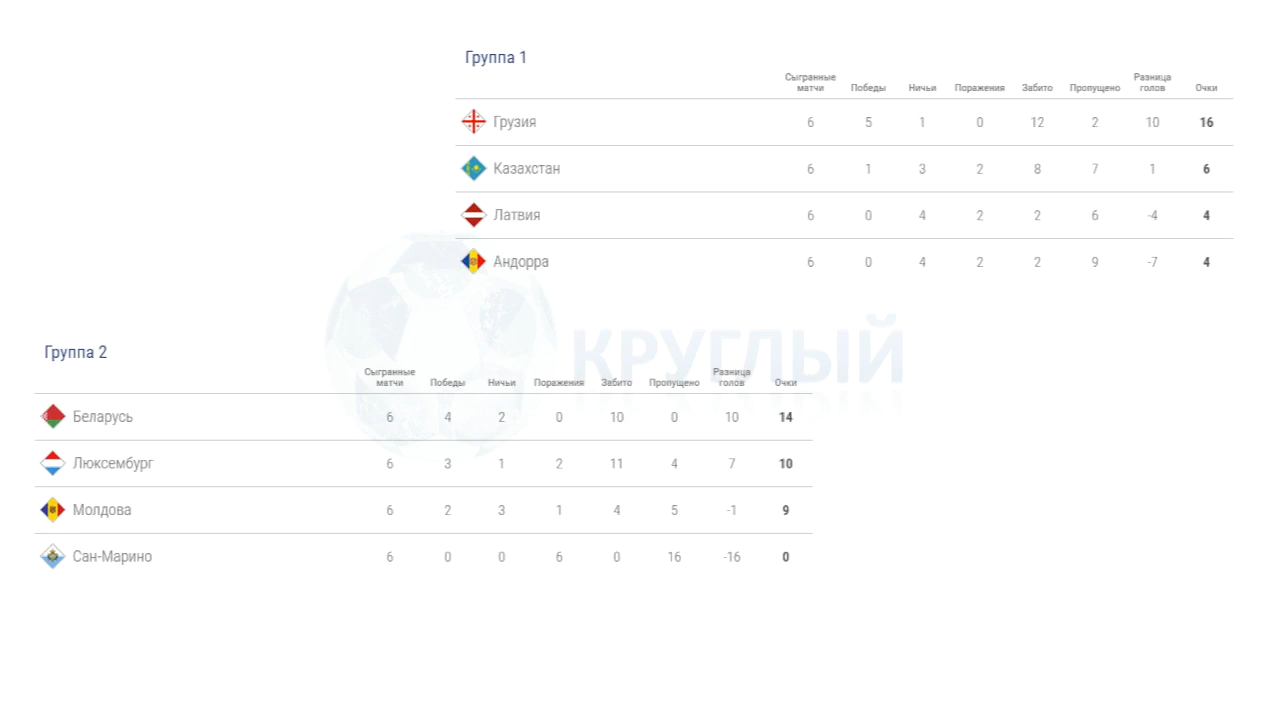 Группа 1
Сыгранные матчи Победы Ничьи Поражения Забито Пропущено Разница голов Очки
Грузия 6 5 1 0 12 2 10 16
Казахстан 6 1 3 2 8 7 1 6
Латвия 6 0 4 2 2 6 -4 4
Андорра 6 0 4 2 2 9 -7 4
КРУГЛЫЙ
Группа 2
Сыгранные матчи Победы Ничьи Поражения Забито Пропущено Разница голов Очки
Беларусь 6 4 2 0 10 0 10 14
Люксембург 6 3 1 2 11 4 7 10
Молдова 6 2 3 1 4 5 -1 9
Сан-Марино 6 0 0 6 0 16 -16 0